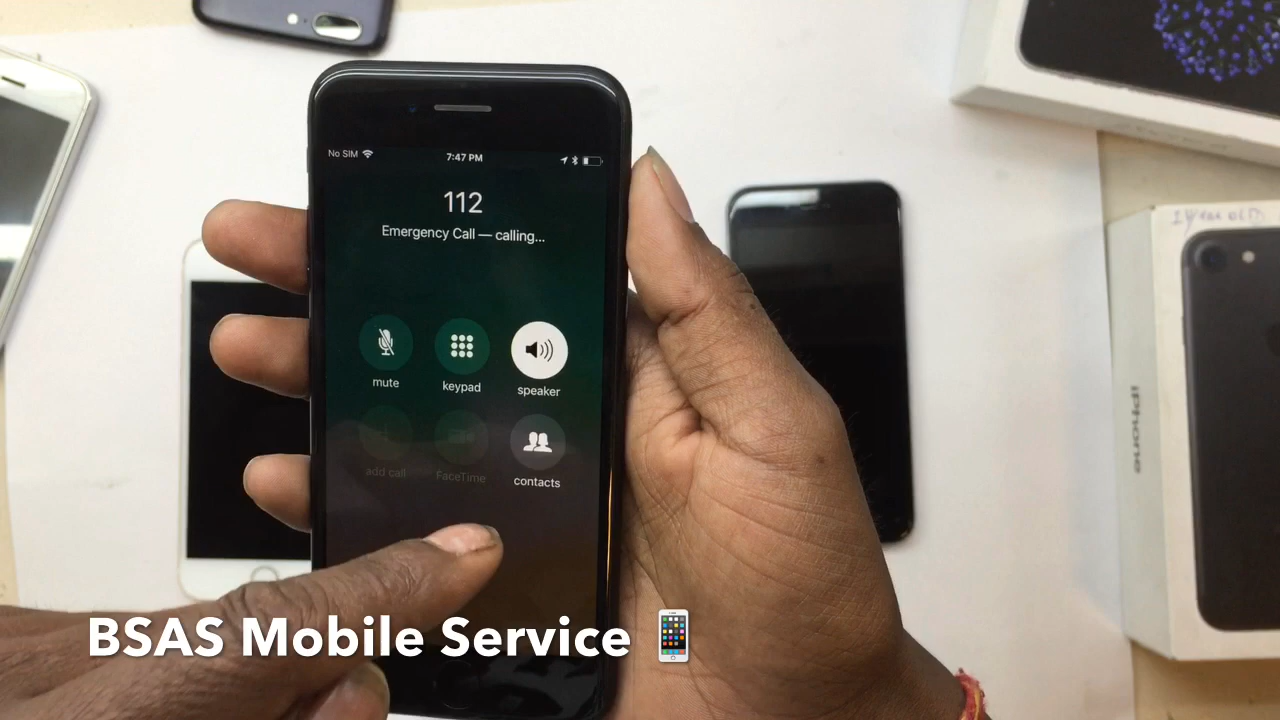 No SIM
7:47 PM
112
Emergency Call — calling...
mute
keypad
speaker
add call
FaceTime
contacts
iPhone
BSAS Mobile Service